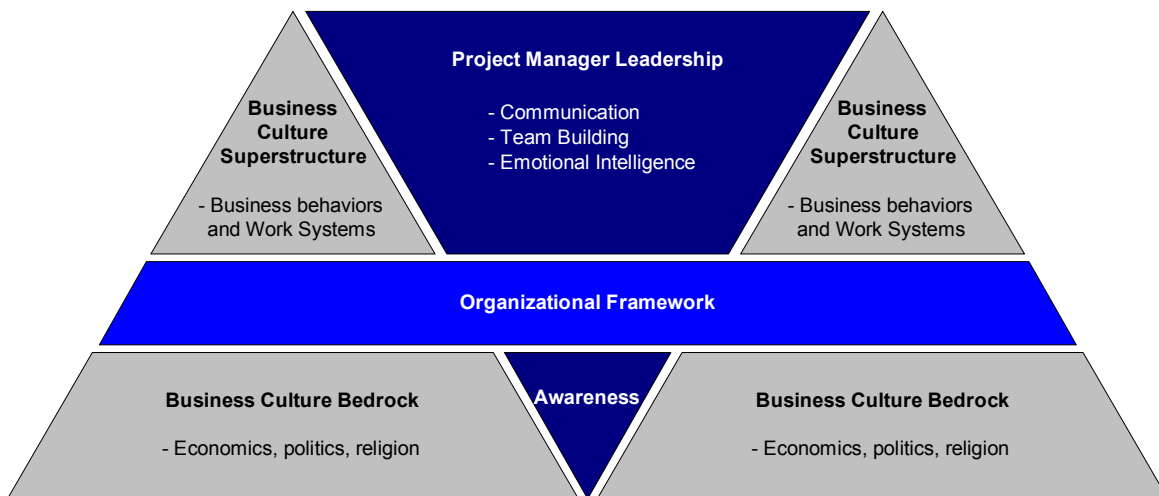 Project Manager Leadership
- Communication
- Team Building
- Emotional Intelligence
Business
Culture
Superstructure
- Business behaviors
and Work Systems
Business
Culture
Superstructure
- Business behaviors
and Work Systems
Organizational Framework
Business Culture Bedrock
- Economics, politics, religion
Awareness
Business Culture Bedrock
- Economics, politics, religion